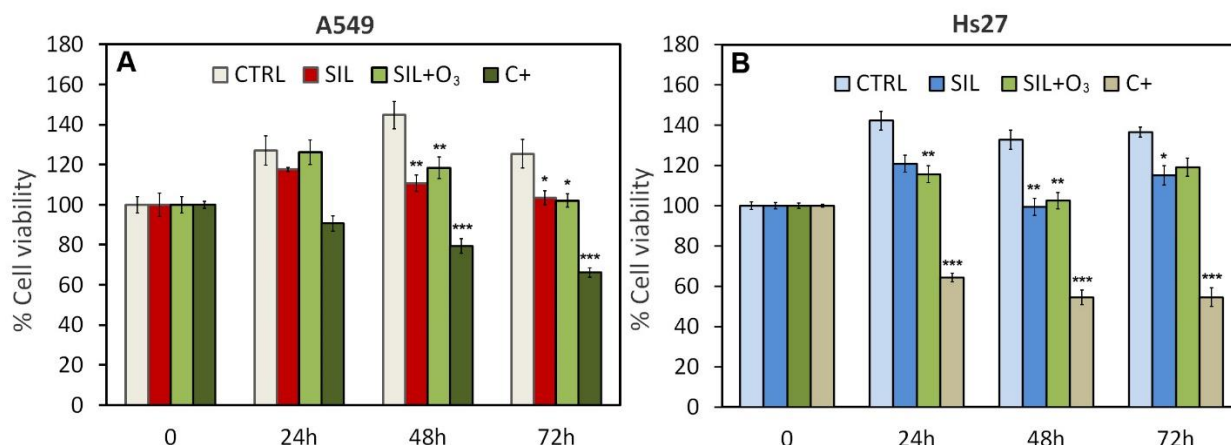 A549
Hs27
A
CTRL SIL SIL+O₃ C+
B
CTRL SIL SIL+O₃ C+
% Cell viability
180
160
140
120
100
80
60
40
20
0
** ** ***
* * ***
0 24h 48h 72h
% Cell viability
180
160
140
120
100
80
60
40
20
0
** ***
** ** ***
* ***
0 24h 48h 72h